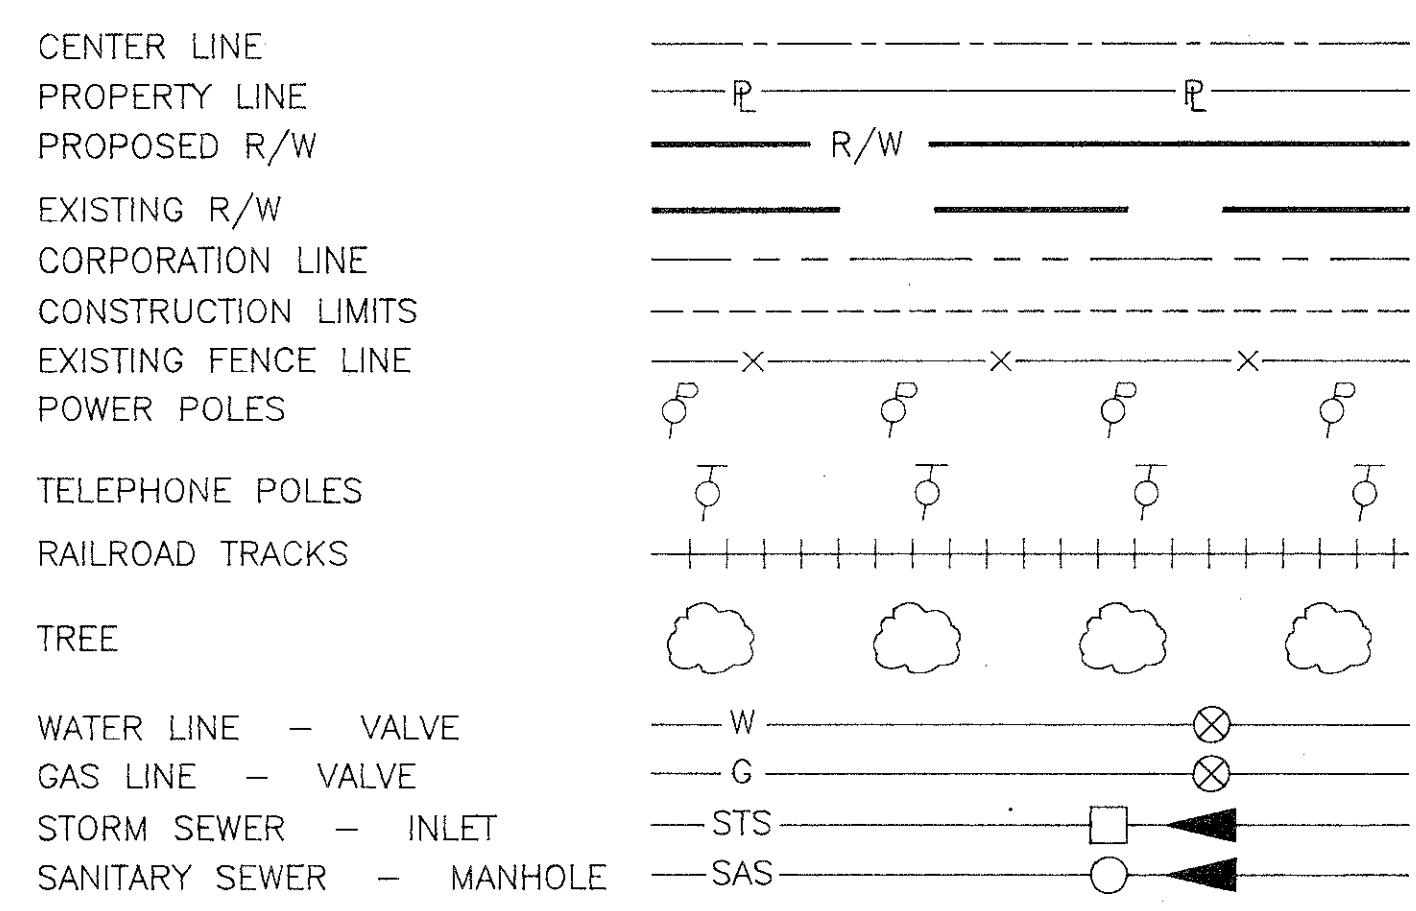 CENTER LINE
PROPERTY LINE PL PL
PROPOSED R/W R/W
EXISTING R/W
CORPORATION LINE
CONSTRUCTION LIMITS
EXISTING FENCE LINE
POWER POLES
TELEPHONE POLES
RAILROAD TRACKS
TREE
WATER LINE — VALVE W
GAS LINE — VALVE G
STORM SEWER — INLET STS
SANITARY SEWER — MANHOLE SAS